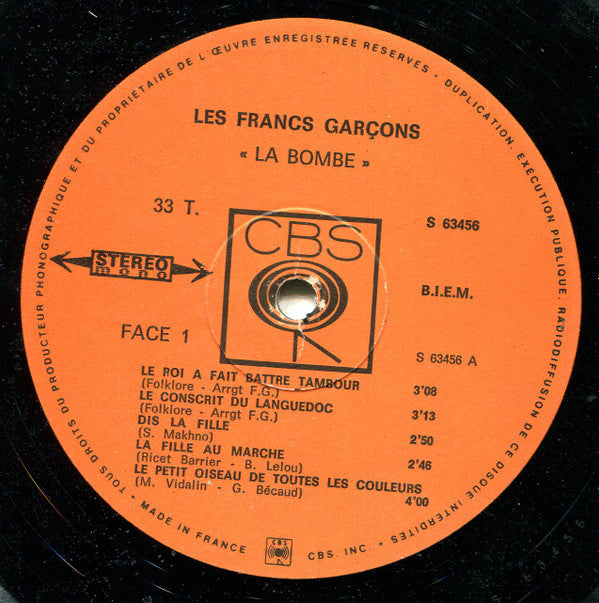 TOUS DROITS DU PRODUCTEUR PHONOGRAPHIQUE ET DU PROPRIETAIRE DE L'ŒUVRE ENREGISTREE RÉSERVÉS - DUPLICATION, EXECUTION PUBLIQUE, RADIODIFFUSION DE CE DISQUE INTERDITES •
LES FRANCS GARÇONS
« LA BOMBE »
33 T.
S 63456
CBS
STEREO
mono
B.I.E.M.
FACE 1
S 63456 A
LE ROI A FAIT BATTRE TAMBOUR 3'08
(Folklore - Arrgt F.G.)
LE CONSCRIT DU LANGUEDOC 3'13
(Folklore - Arrgt F.G.)
DIS LA FILLE 2'50
(S. Makhno)
LA FILLE AU MARCHE 2'46
(Ricet Barrier - B. Lelou)
LE PETIT OISEAU DE TOUTES LES COULEURS 4'00
(M. Vidalin - G. Bécaud)
• MADE IN FRANCE
CBS
CBS. INC. •
S 63456